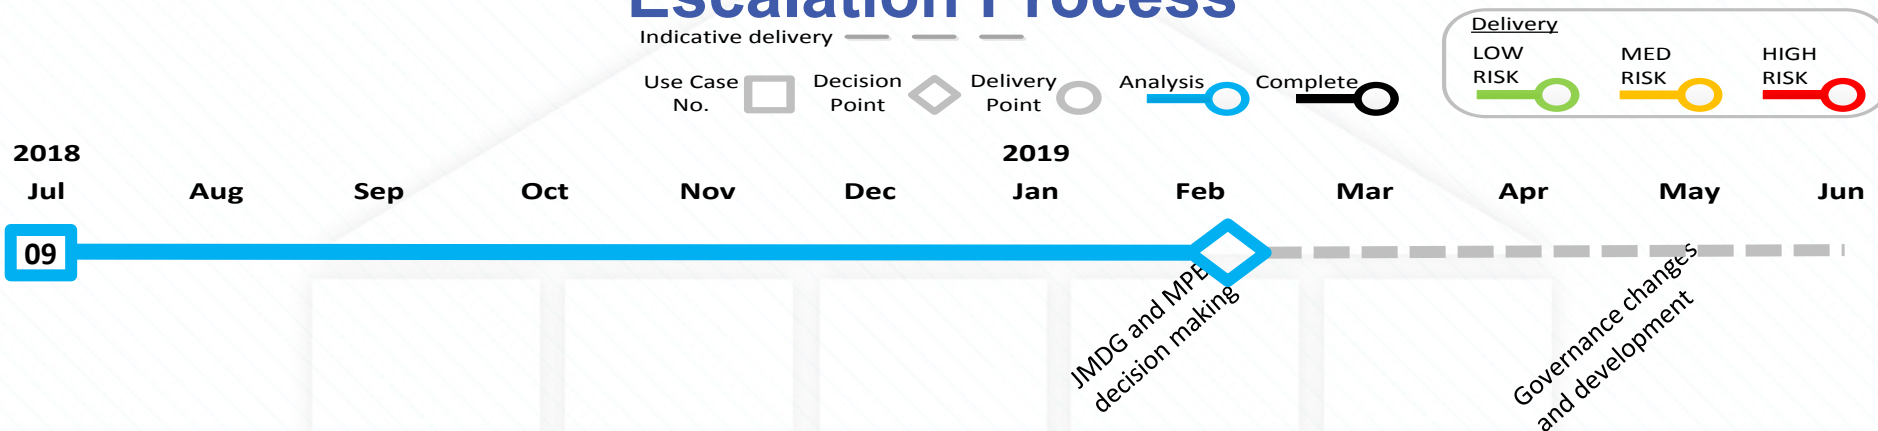 Escalation Process
Indicative delivery
Delivery
LOW
RISK
MED
RISK
HIGH
RISK
Use Case
No.
Decision
Point
Delivery
Point
Analysis
Complete
2018
2019
Jul Aug Sep Oct Nov Dec Jan Feb Mar Apr May Jun
09
JMDG and MPB
decision making
Governance changes
and development